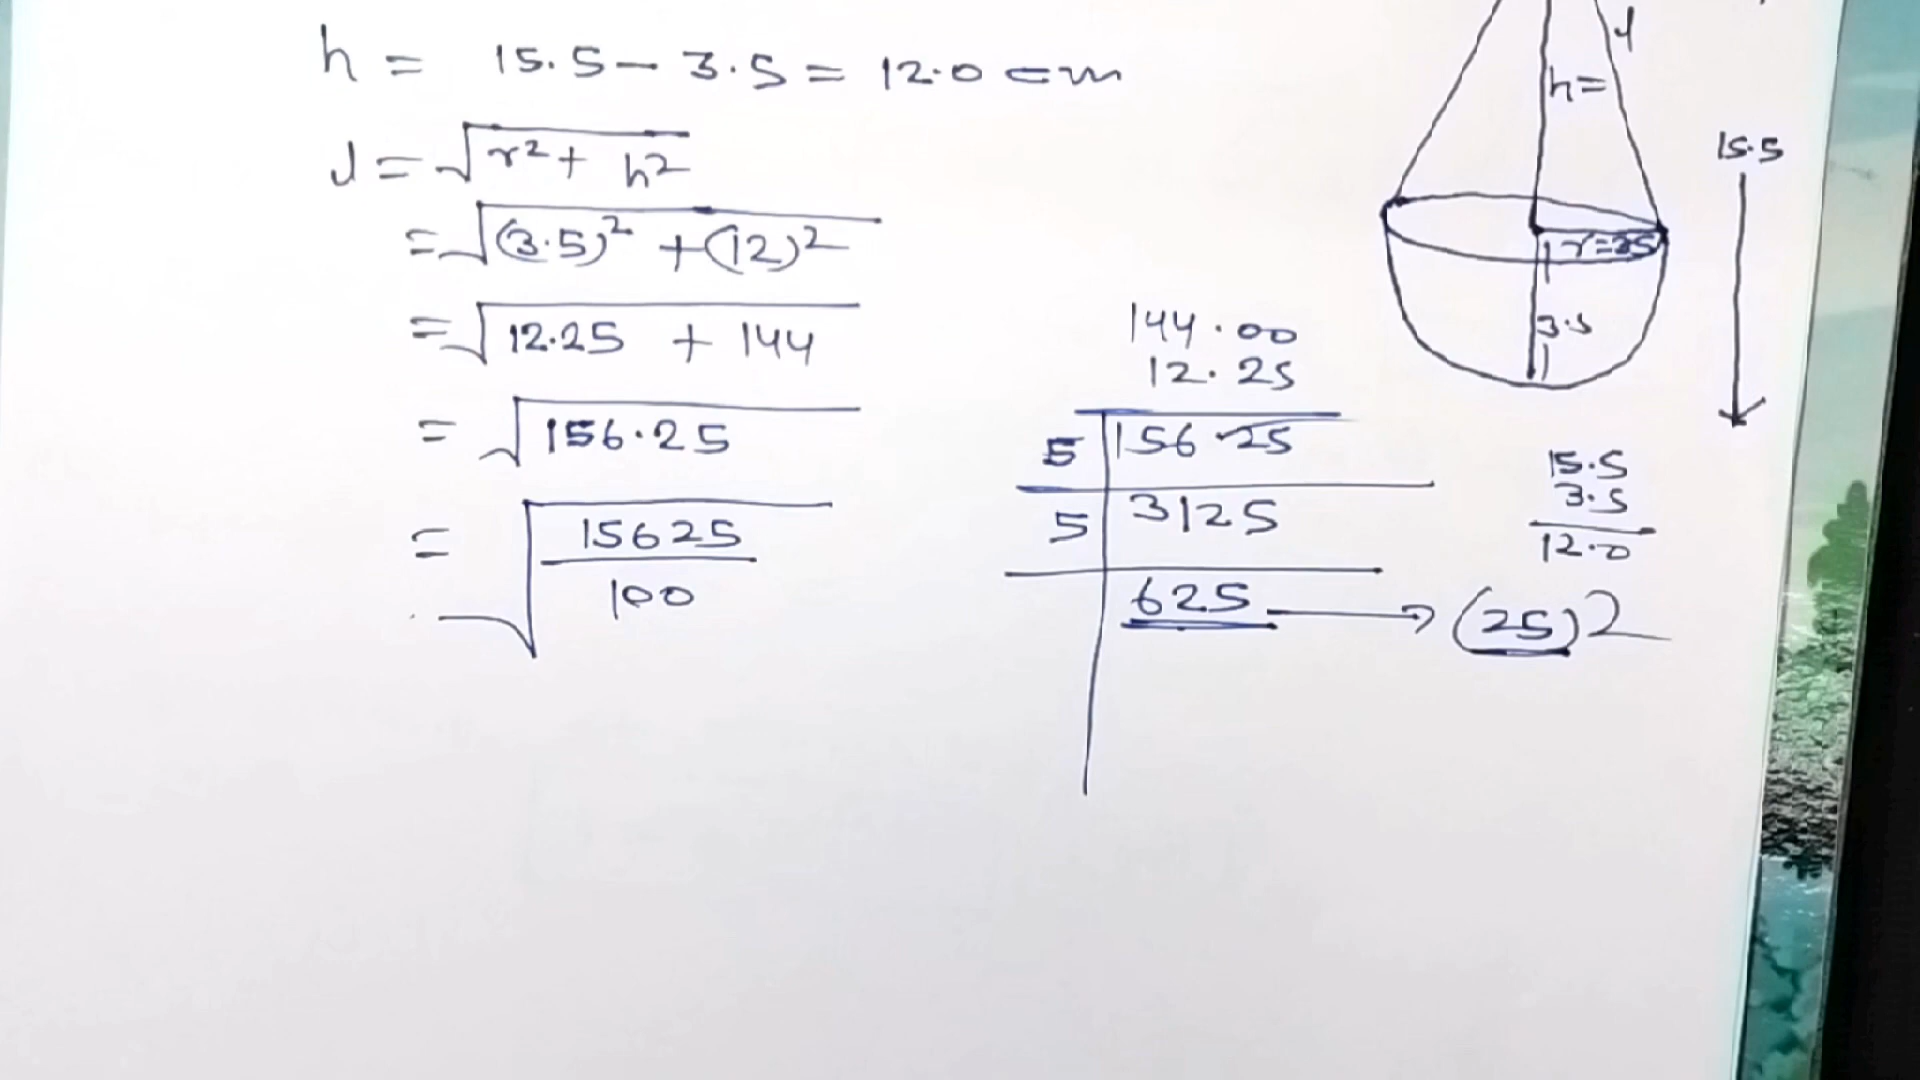 h = 15.5 - 3.5 = 12.0 cm
l = √(r² + h²)
= √((3.5)² + (12)²)
= √(12.25 + 144)
= √156.25
= √(15625/100)
144.00
12.25
5 | 156.25
5 | 3125
625 → (25)2
l
h=
r=3.5
3.5
15.5
15.5
3.5
12.0